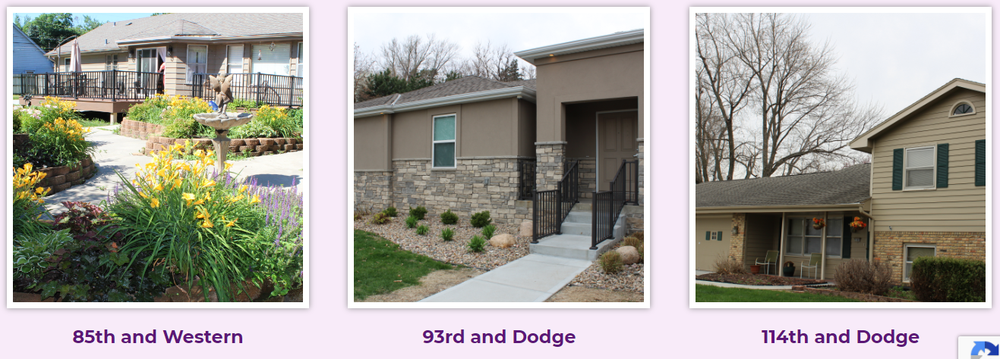 85th and Western
93rd and Dodge
114th and Dodge